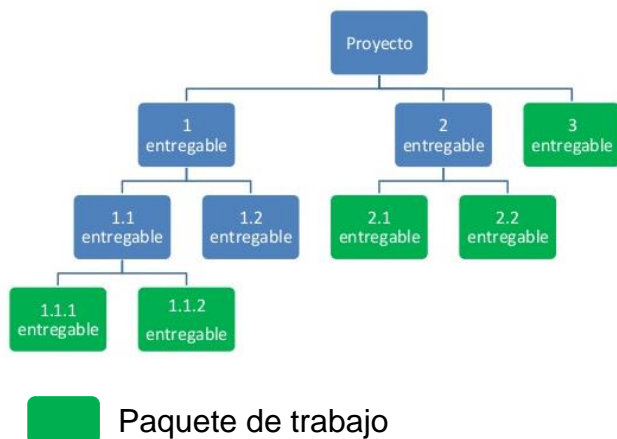 Proyecto
1
entregable
2
entregable
3
entregable
1.1
entregable
1.2
entregable
2.1
entregable
2.2
entregable
1.1.1
entregable
1.1.2
entregable
Paquete de trabajo